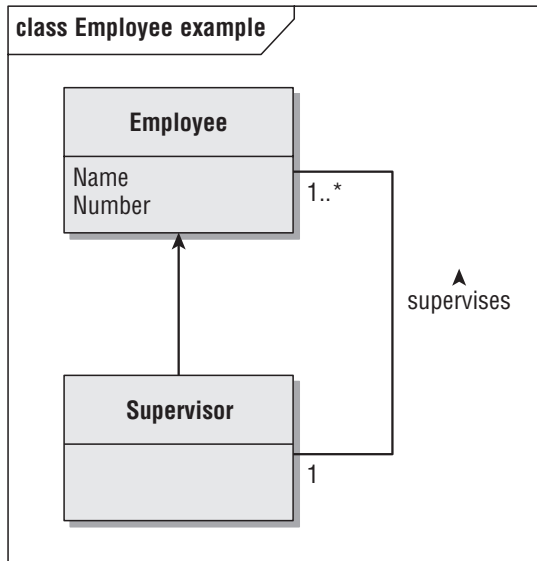 class Employee example
Employee
Name
Number
1..*
supervises
Supervisor
1